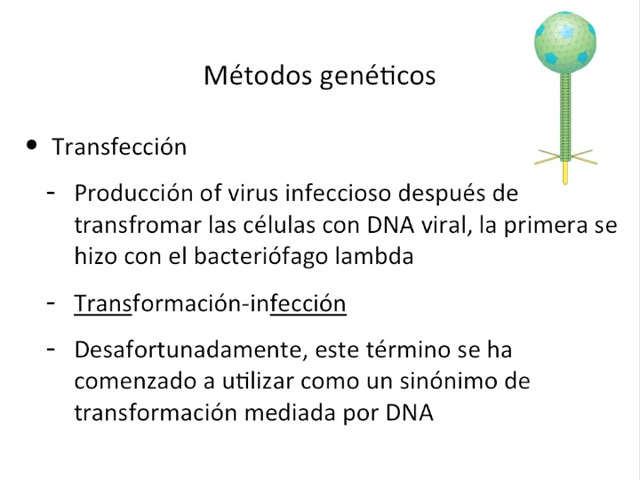 Métodos genéticos
• Transfección
- Producción of virus infeccioso después de
transfromar las células con DNA viral, la primera se
hizo con el bacteriófago lambda
- Transformación-infección
- Desafortunadamente, este término se ha
comenzado a utilizar como un sinónimo de
transformación mediada por DNA